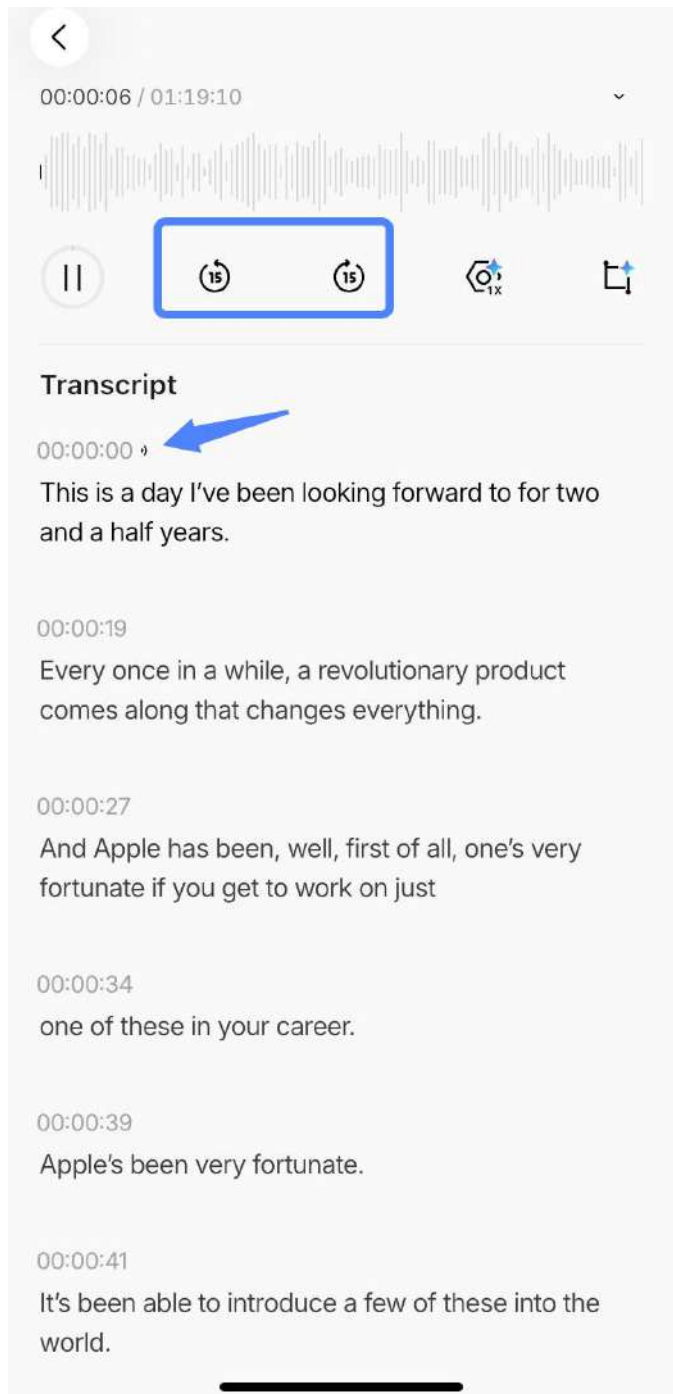 00:00:06 / 01:19:10
15
15
1X
Transcript
00:00:00
This is a day I've been looking forward to for two
and a half years.
00:00:19
Every once in a while, a revolutionary product
comes along that changes everything.
00:00:27
And Apple has been, well, first of all, one's very
fortunate if you get to work on just
00:00:34
one of these in your career.
00:00:39
Apple's been very fortunate.
00:00:41
It's been able to introduce a few of these into the
world.